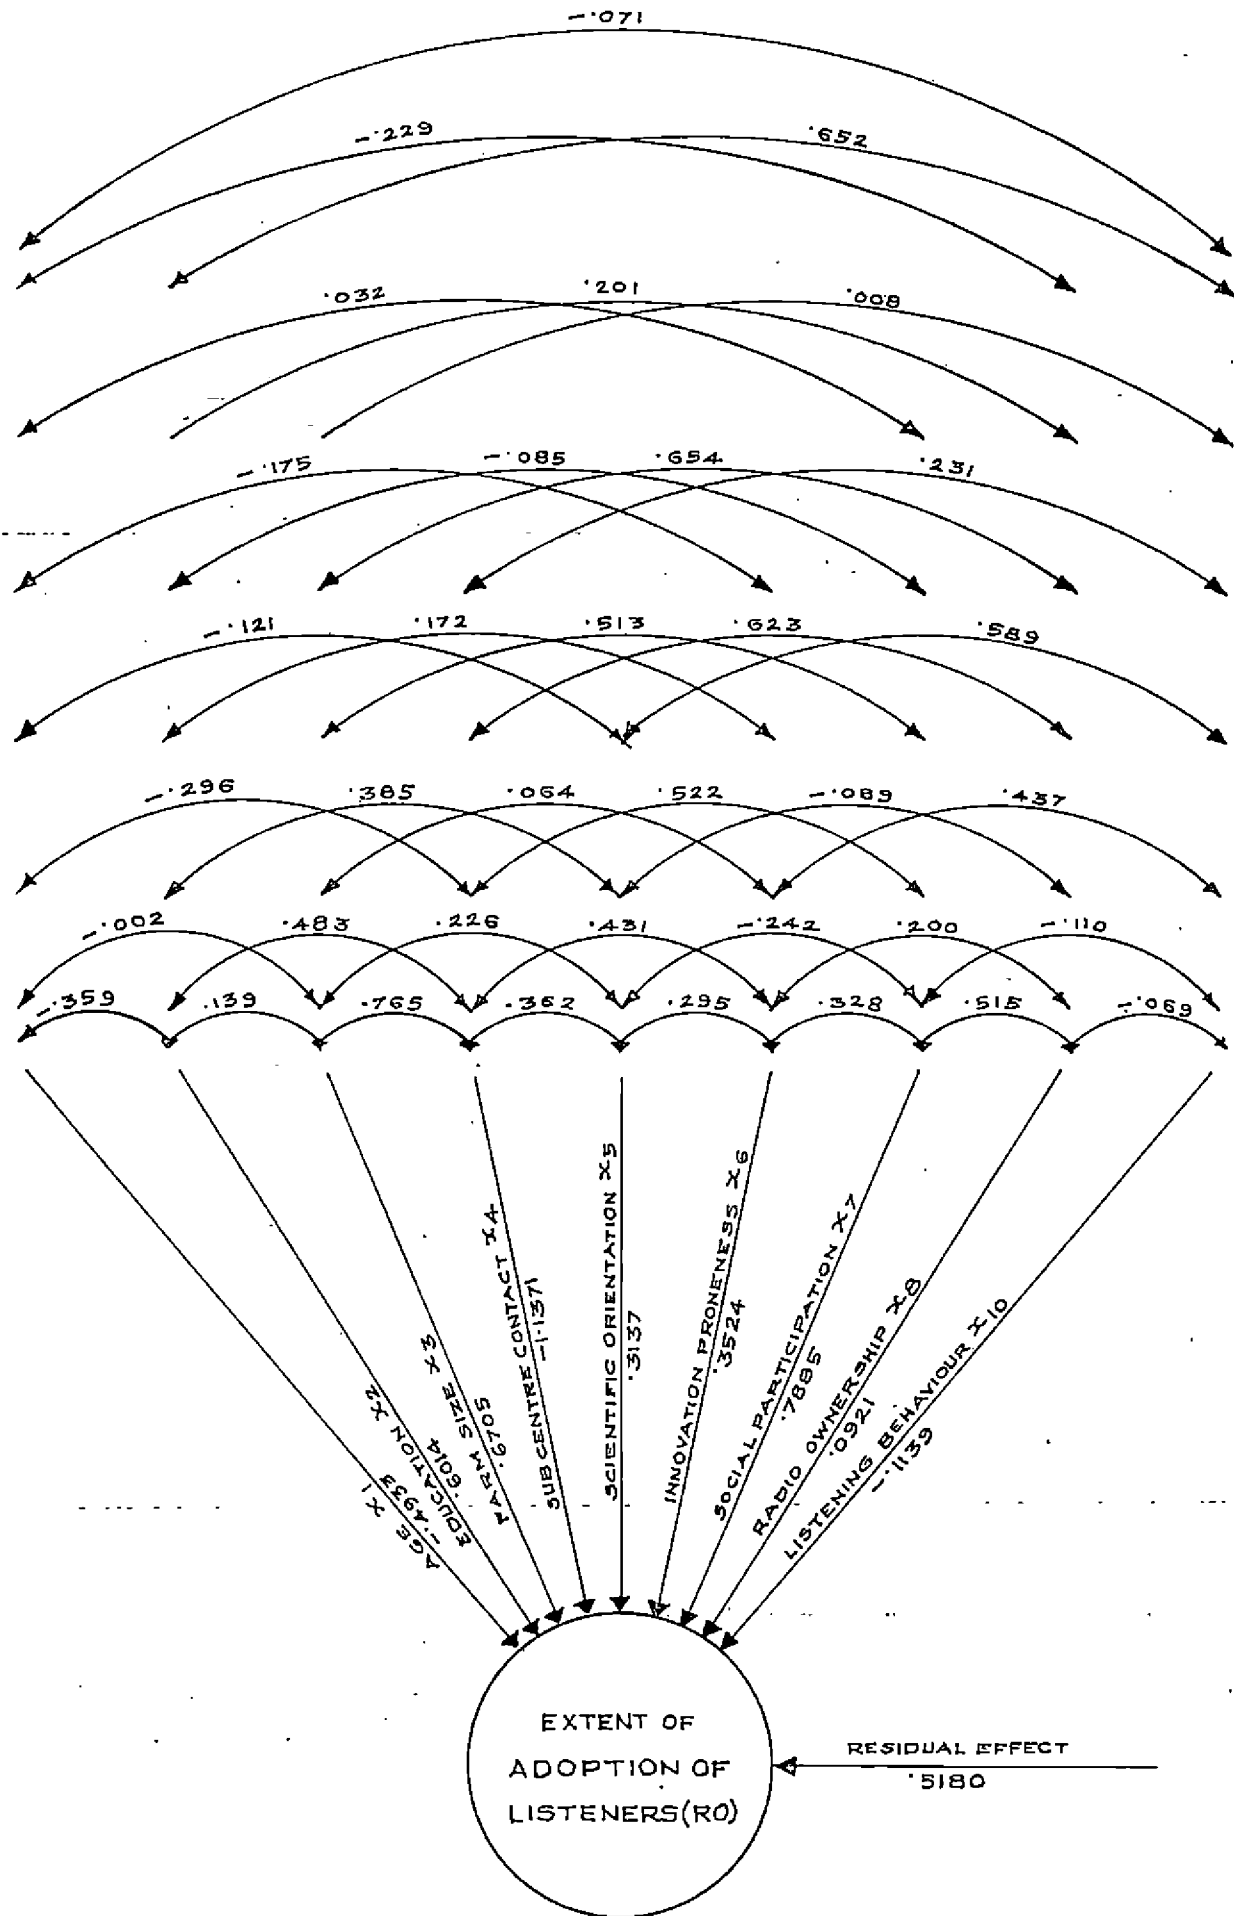 -·071
-·229 ·652
·032 ·201 ·008
-·175 -·085 ·654 ·231
-·121 ·172 ·513 ·623 ·589
-·296 ·385 ·064 ·522 -·089 ·437
-·002 ·483 ·226 ·431 -·242 ·200 -·110
-·359 ·139 ·765 ·362 ·295 ·328 ·515 -·069
AGE X1
-·4933
EDUCATION X2
·6014
FARM SIZE X3
·6705
SUB CENTRE CONTACT X4
-1·1371
SCIENTIFIC ORIENTATION X5
·3137
INNOVATION PRONENESS X6
·3524
SOCIAL PARTICIPATION X7
·7885
RADIO OWNERSHIP X8
·0921
LISTENING BEHAVIOUR X10
-·1139
EXTENT OF
ADOPTION OF
LISTENERS(RO)
RESIDUAL EFFECT
·5180